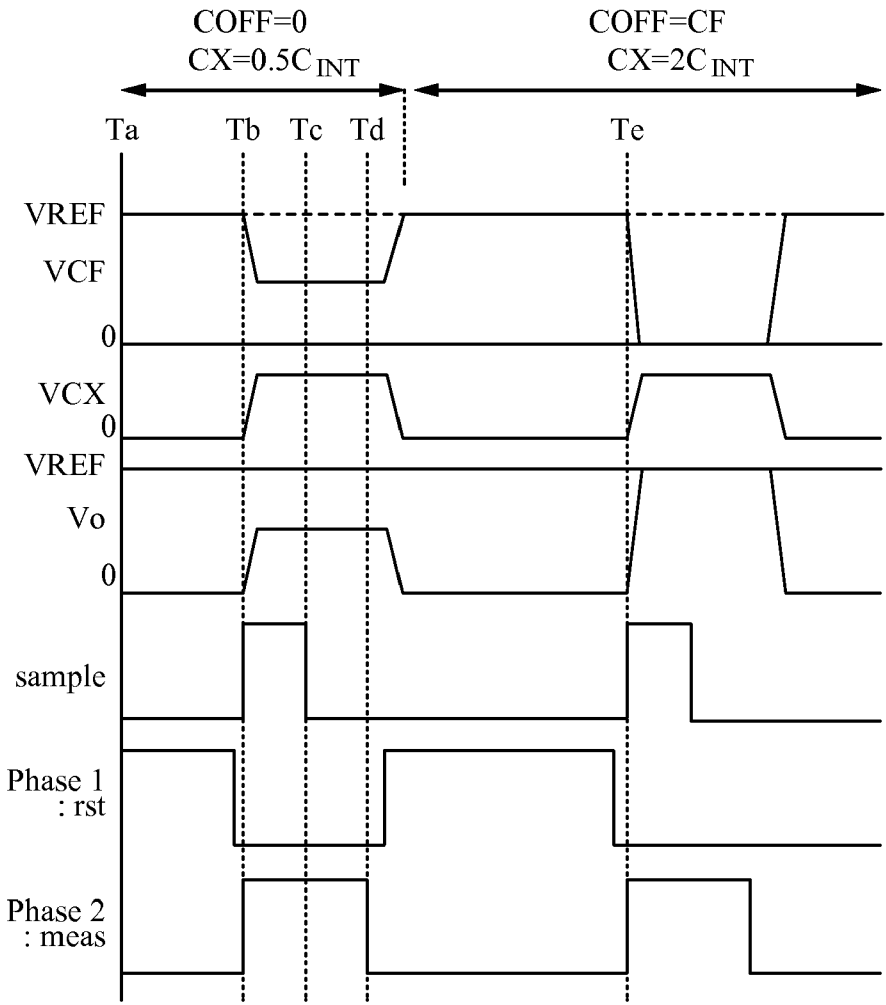 COFF=0
CX=0.5CINT
COFF=CF
CX=2CINT
Ta
Tb
Tc
Td
Te
VREF
VCF
0
VCX
0
VREF
Vo
0
sample
Phase 1
: rst
Phase 2
: meas